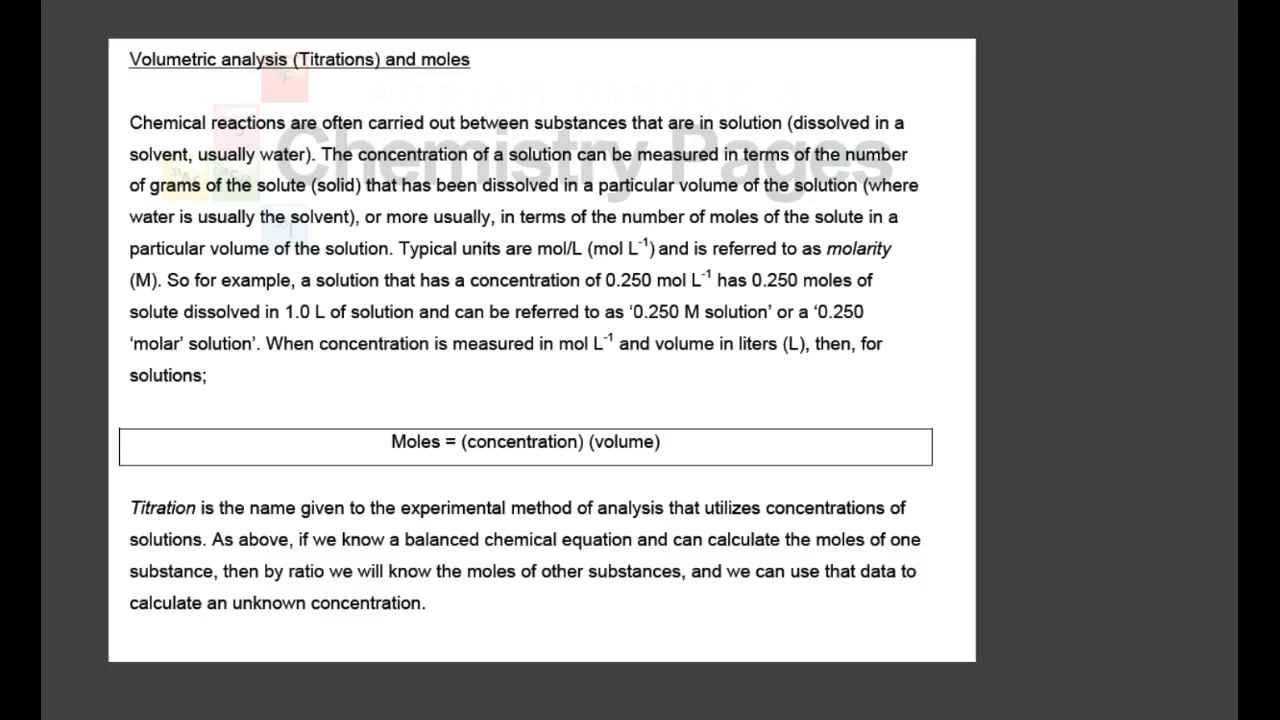 Volumetric analysis (Titrations) and moles
ADRIAN DINGLE'S
Chemistry Pages
Chemical reactions are often carried out between substances that are in solution (dissolved in a
solvent, usually water). The concentration of a solution can be measured in terms of the number
of grams of the solute (solid) that has been dissolved in a particular volume of the solution (where
water is usually the solvent), or more usually, in terms of the number of moles of the solute in a
particular volume of the solution. Typical units are mol/L (mol L⁻¹) and is referred to as molarity
(M). So for example, a solution that has a concentration of 0.250 mol L⁻¹ has 0.250 moles of
solute dissolved in 1.0 L of solution and can be referred to as ‘0.250 M solution’ or a ‘0.250
‘molar’ solution’. When concentration is measured in mol L⁻¹ and volume in liters (L), then, for
solutions;
Moles = (concentration) (volume)
Titration is the name given to the experimental method of analysis that utilizes concentrations of
solutions. As above, if we know a balanced chemical equation and can calculate the moles of one
substance, then by ratio we will know the moles of other substances, and we can use that data to
calculate an unknown concentration.